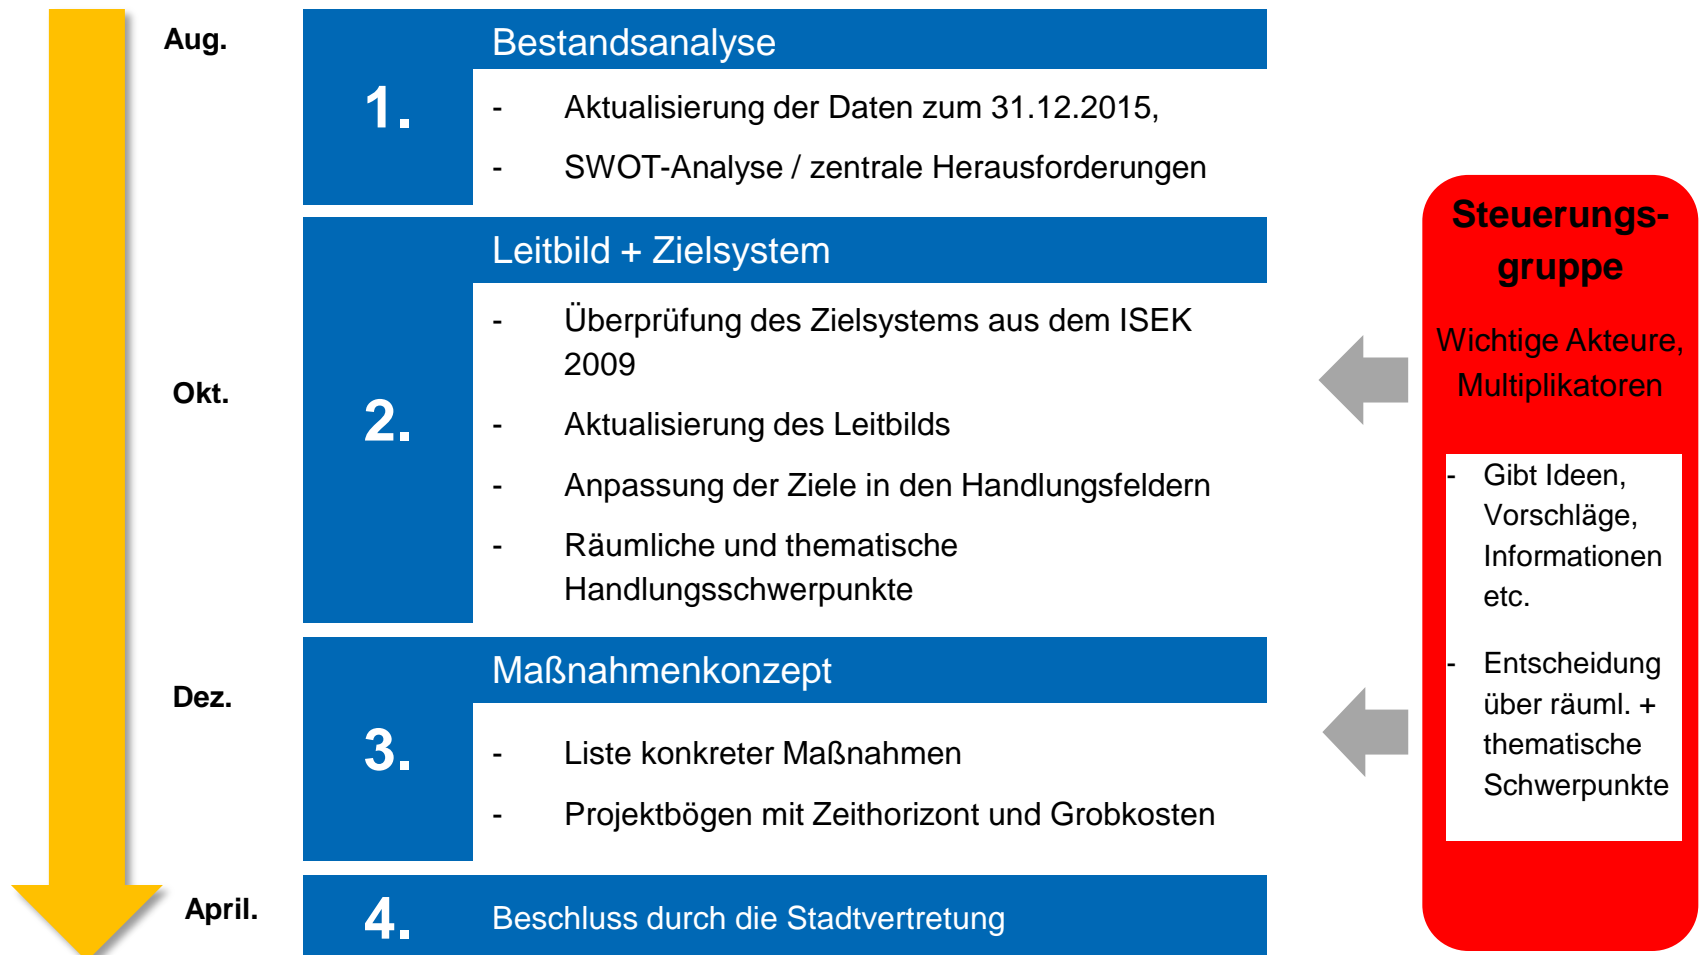 Aug.
1.
Bestandsanalyse
- Aktualisierung der Daten zum 31.12.2015,
- SWOT-Analyse / zentrale Herausforderungen
Okt.
2.
Leitbild + Zielsystem
- Überprüfung des Zielsystems aus dem ISEK
2009
- Aktualisierung des Leitbilds
- Anpassung der Ziele in den Handlungsfeldern
- Räumliche und thematische
Handlungsschwerpunkte
Dez.
3.
Maßnahmenkonzept
- Liste konkreter Maßnahmen
- Projektbögen mit Zeithorizont und Grobkosten
April.
4.
Beschluss durch die Stadtvertretung
Steuerungs-
gruppe
Wichtige Akteure,
Multiplikatoren
- Gibt Ideen,
Vorschläge,
Informationen
etc.
- Entscheidung
über räuml. +
thematische
Schwerpunkte